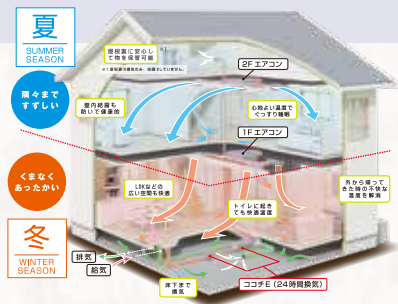 夏
SUMMER
SEASON
隅々まで
すずしい
屋根裏に安心し
て物を保管可能
2Fエアコン
壁内結露も
防いで健康的
心地よい温度で
ぐっすり睡眠
1Fエアコン
くまなく
あったかい
LDKなどの
広い空間も快適
トイレに起き
ても快適温度
外から帰って
きた時の不快な
温度を解消
冬
WINTER
SEASON
排気
給気
床下まで
換気
ココチE(24時間換気)